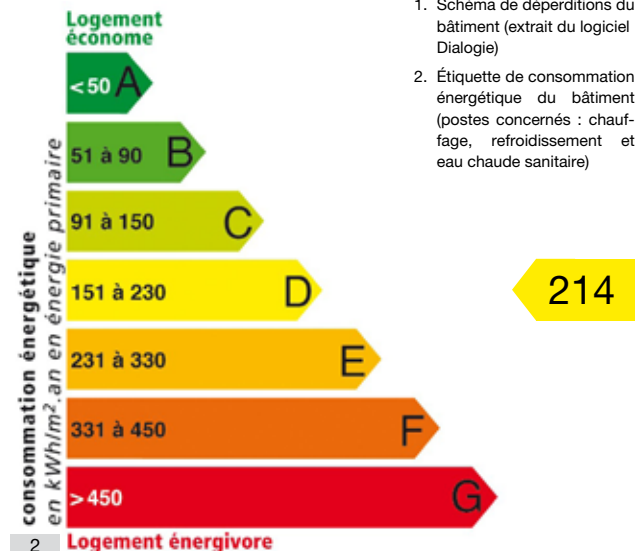 Logement
économe
<50 A
51 à 90 B
91 à 150 C
151 à 230 D
231 à 330 E
331 à 450 F
>450 G
Logement énergivore
consommation énergétique
en kWh/m².an en énergie primaire
214
2
1. Schéma de déperditions du
bâtiment (extrait du logiciel
Dialogie)
2. Étiquette de consommation
énergétique du bâtiment
(postes concernés : chauf-
fage, refroidissement et
eau chaude sanitaire)